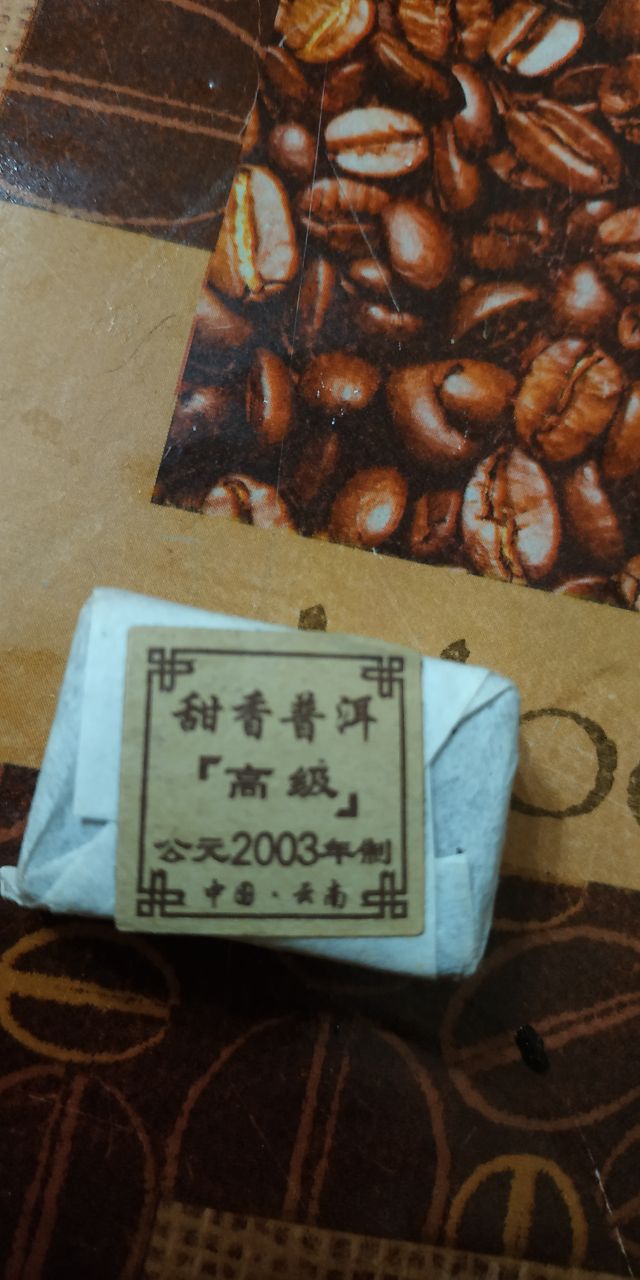 甜香普洱
『高級』
公元2003年制
中国·云南